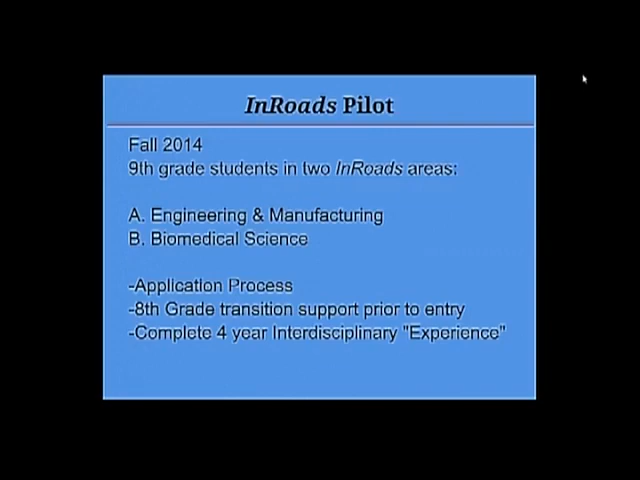 InRoads Pilot
Fall 2014
9th grade students in two InRoads areas:
A. Engineering & Manufacturing
B. Biomedical Science
-Application Process
-8th Grade transition support prior to entry
-Complete 4 year Interdisciplinary "Experience"